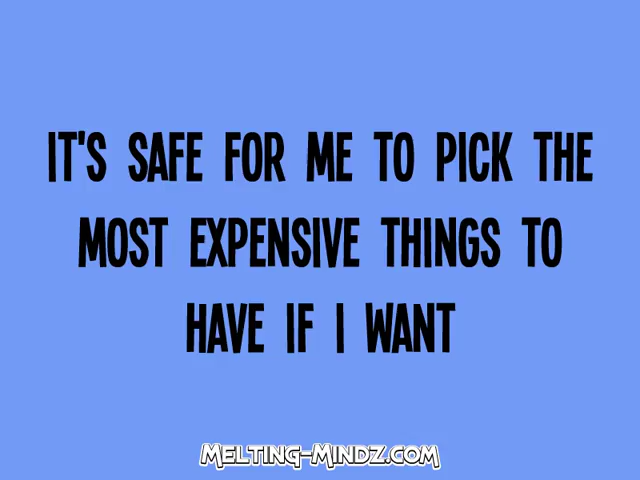 IT'S SAFE FOR ME TO PICK THE
MOST EXPENSIVE THINGS TO
HAVE IF I WANT
MELTING-MINDZ.COM